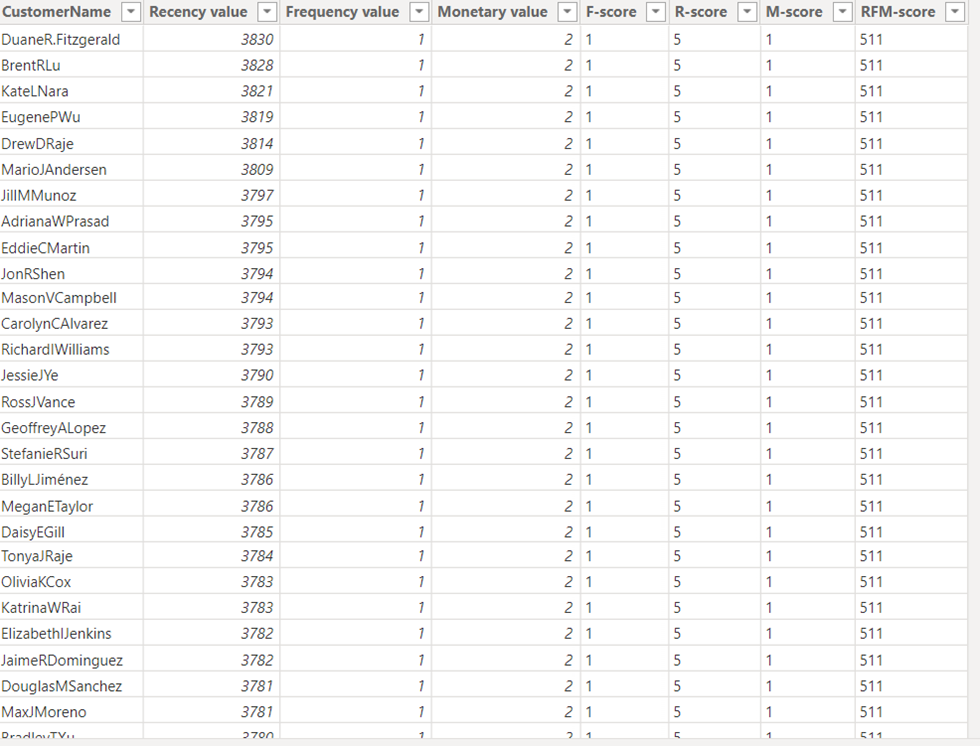 CustomerName Recency value Frequency value Monetary value F-score R-score M-score RFM-score
DuaneR.Fitzgerald 3830 1 2 1 5 1 511
BrentRLu 3828 1 2 1 5 1 511
KateLNara 3821 1 2 1 5 1 511
EugenePWu 3819 1 2 1 5 1 511
DrewDRaje 3814 1 2 1 5 1 511
MarioJAndersen 3809 1 2 1 5 1 511
JillMMunoz 3797 1 2 1 5 1 511
AdrianaWPrasad 3795 1 2 1 5 1 511
EddieCMartin 3795 1 2 1 5 1 511
JonRShen 3794 1 2 1 5 1 511
MasonVCampbell 3794 1 2 1 5 1 511
CarolynCAlvarez 3793 1 2 1 5 1 511
RichardIWilliams 3793 1 2 1 5 1 511
JessieJYe 3790 1 2 1 5 1 511
RossJVance 3789 1 2 1 5 1 511
GeoffreyALopez 3788 1 2 1 5 1 511
StefanieRSuri 3787 1 2 1 5 1 511
BillyLJiménez 3786 1 2 1 5 1 511
MeganETaylor 3786 1 2 1 5 1 511
DaisyEGill 3785 1 2 1 5 1 511
TonyaJRaje 3784 1 2 1 5 1 511
OliviaKCox 3783 1 2 1 5 1 511
KatrinaWRai 3783 1 2 1 5 1 511
ElizabethIJenkins 3782 1 2 1 5 1 511
JaimeRDominguez 3782 1 2 1 5 1 511
DouglasMSanchez 3781 1 2 1 5 1 511
MaxJMoreno 3781 1 2 1 5 1 511
BradleyTXu 3780 1 2 1 5 1 511